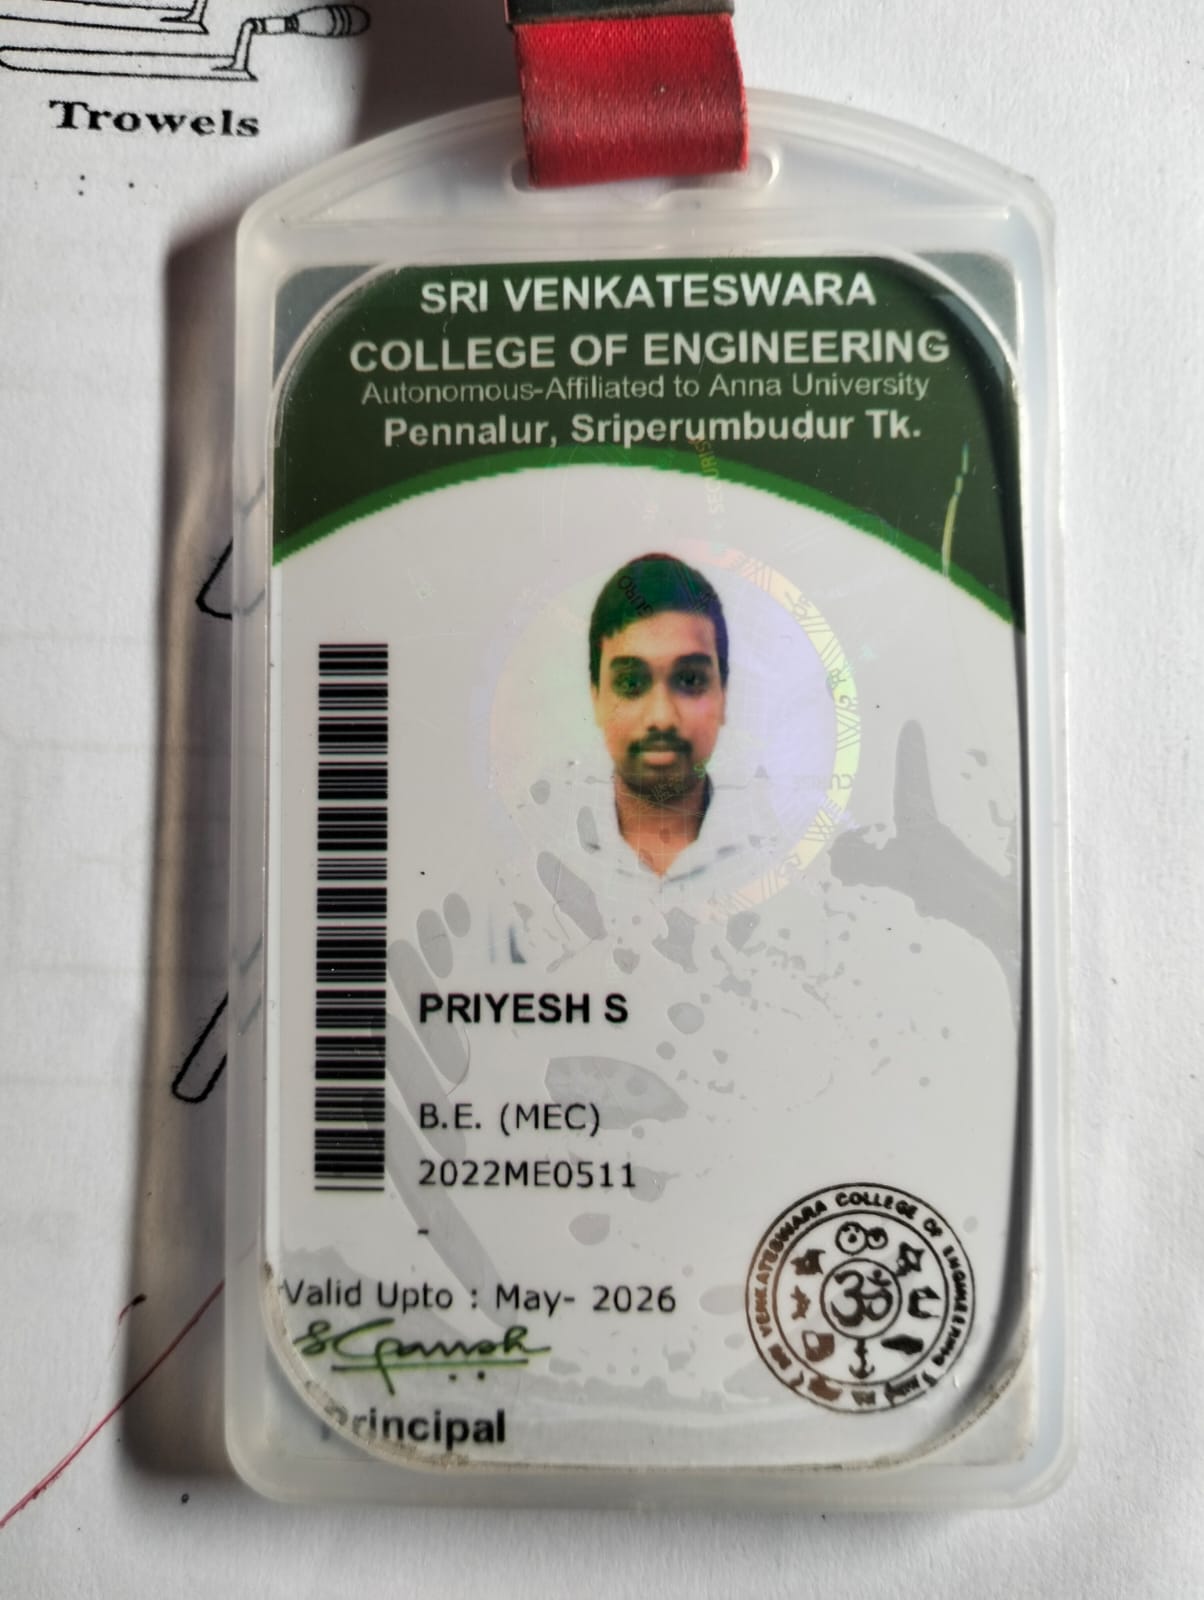 Trowels
SRI VENKATESWARA
COLLEGE OF ENGINEERING
Autonomous-Affiliated to Anna University
Pennalur, Sriperumbudur Tk.
PRIYESH S
B.E. (MEC)
2022ME0511
-
Valid Upto : May- 2026
Principal
SRI VENKATESWARA COLLEGE OF ENGINEERING
ॐ